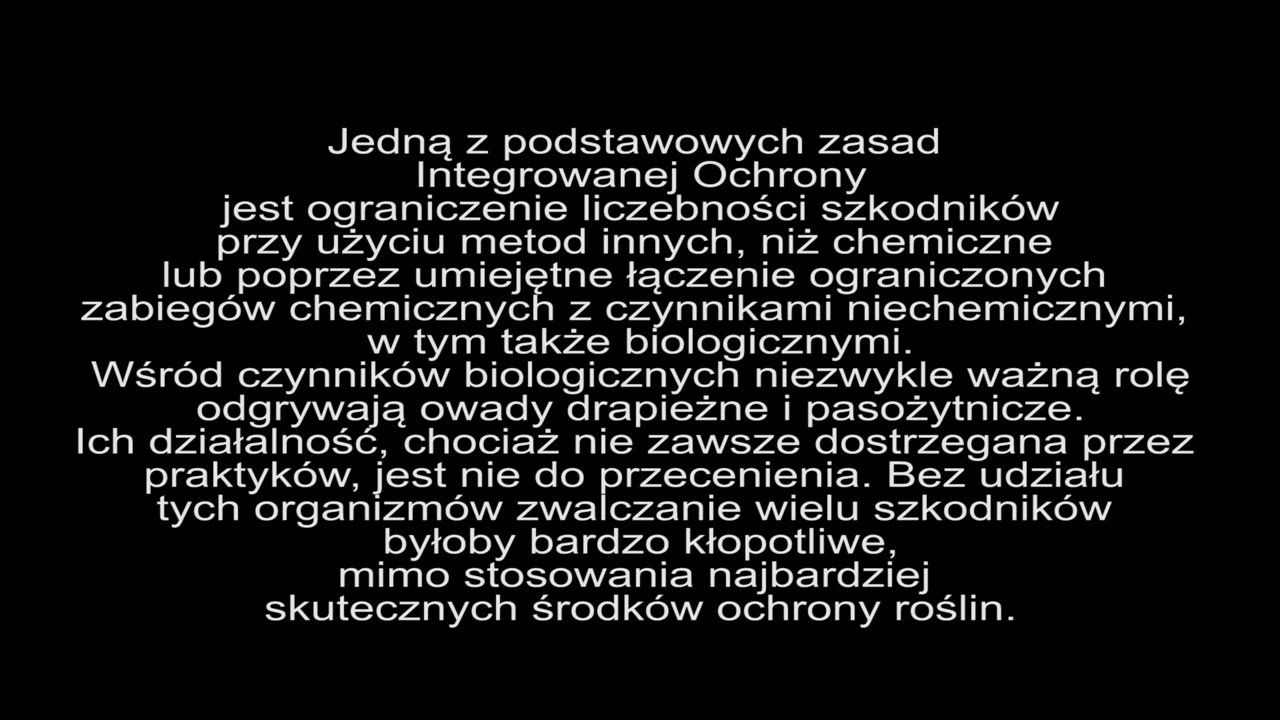 Jedną z podstawowych zasad
Integrowanej Ochrony
jest ograniczenie liczebności szkodników
przy użyciu metod innych, niż chemiczne
lub poprzez umiejętne łączenie ograniczonych
zabiegów chemicznych z czynnikami niechemicznymi,
w tym także biologicznymi.
Wśród czynników biologicznych niezwykle ważną rolę
odgrywają owady drapieżne i pasożytnicze.
Ich działalność, chociaż nie zawsze dostrzegana przez
praktyków, jest nie do przecenienia. Bez udziału
tych organizmów zwalczanie wielu szkodników
byłoby bardzo kłopotliwe,
mimo stosowania najbardziej
skutecznych środków ochrony roślin.